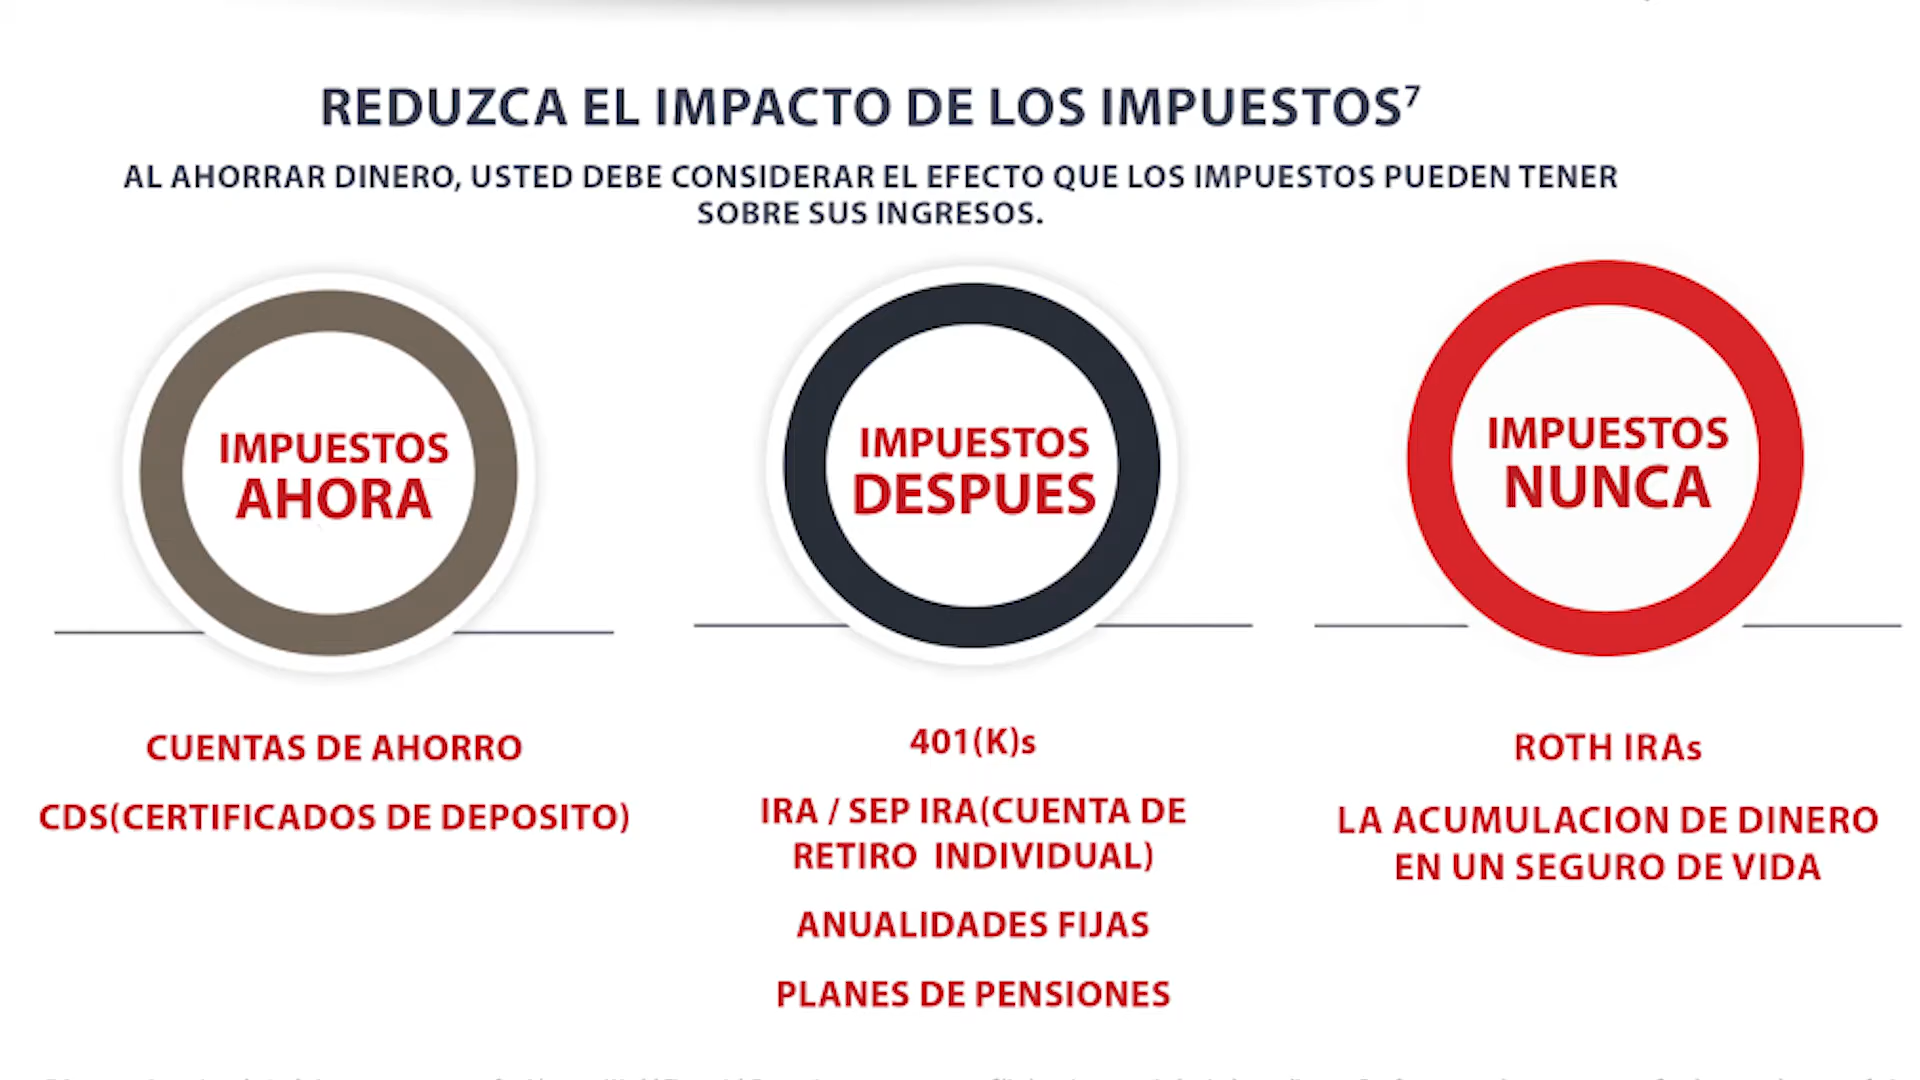 REDUZCA EL IMPACTO DE LOS IMPUESTOS⁷
AL AHORRAR DINERO, USTED DEBE CONSIDERAR EL EFECTO QUE LOS IMPUESTOS PUEDEN TENER
SOBRE SUS INGRESOS.
IMPUESTOS
AHORA
CUENTAS DE AHORRO
CDS(CERTIFICADOS DE DEPOSITO)
IMPUESTOS
DESPUES
401(K)s
IRA / SEP IRA(CUENTA DE
RETIRO INDIVIDUAL)
ANUALIDADES FIJAS
PLANES DE PENSIONES
IMPUESTOS
NUNCA
ROTH IRAs
LA ACUMULACION DE DINERO
EN UN SEGURO DE VIDA